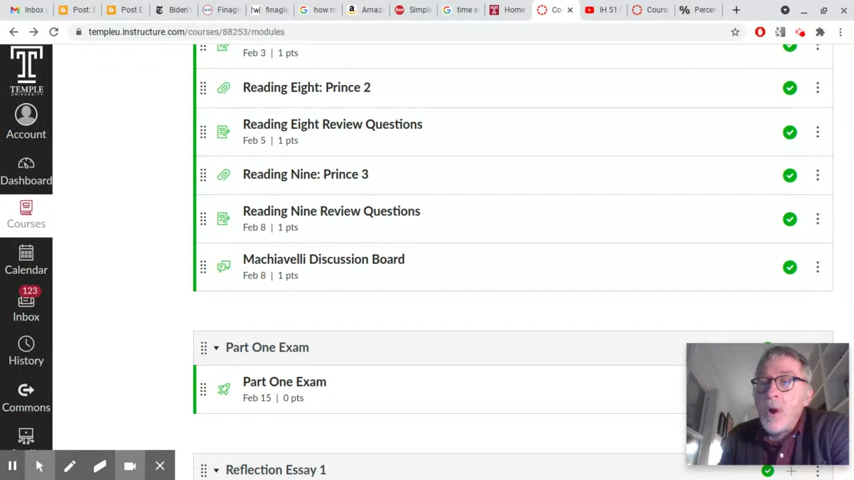 Inbox
Post: E
Post E
Biden'
Finagl
finagle
how m
Amaz
Simple
time a
Home
Co
IH 51
Cours
Percer
templeu.instructure.com/courses/88253/modules
TEMPLE
UNIVERSITY
Account
Dashboard
Courses
Calendar
123
Inbox
History
Commons
Feb 3 | 1 pts
Reading Eight: Prince 2
Reading Eight Review Questions
Feb 5 | 1 pts
Reading Nine: Prince 3
Reading Nine Review Questions
Feb 8 | 1 pts
Machiavelli Discussion Board
Feb 8 | 1 pts
Part One Exam
Part One Exam
Feb 15 | 0 pts
Reflection Essay 1